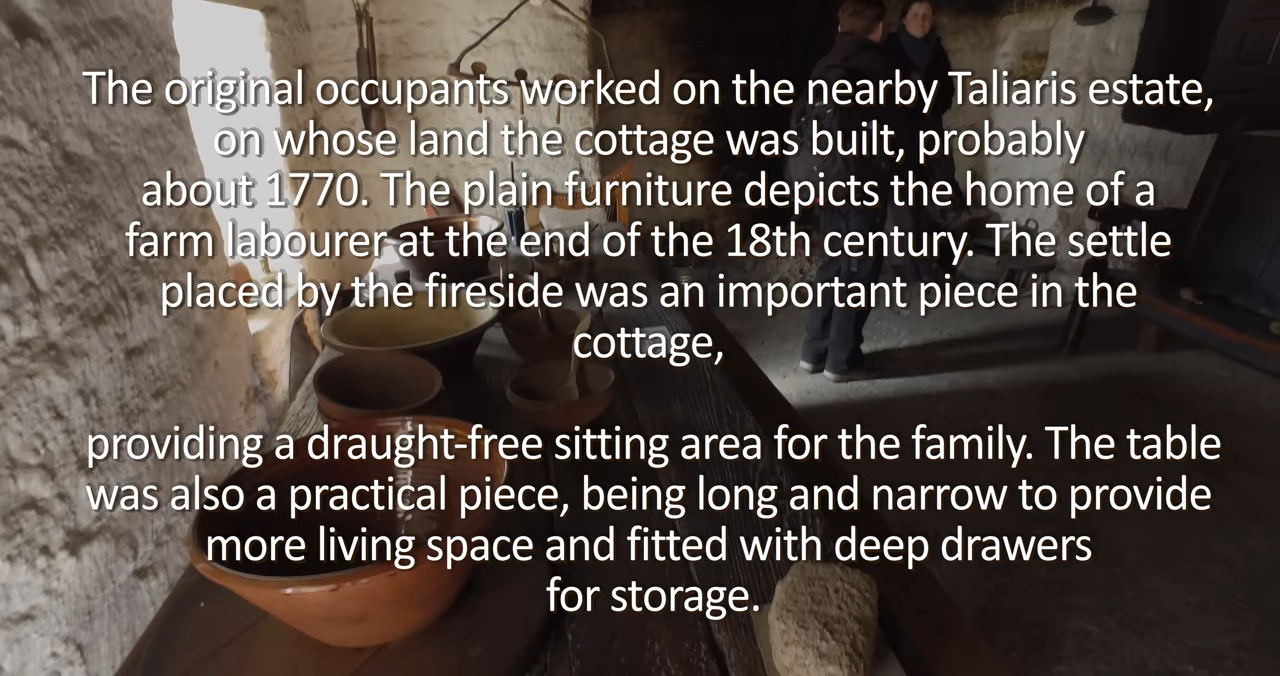 The original occupants worked on the nearby Taliaris estate,
on whose land the cottage was built, probably
about 1770. The plain furniture depicts the home of a
farm labourer at the end of the 18th century. The settle
placed by the fireside was an important piece in the
cottage,
providing a draught-free sitting area for the family. The table
was also a practical piece, being long and narrow to provide
more living space and fitted with deep drawers
for storage.